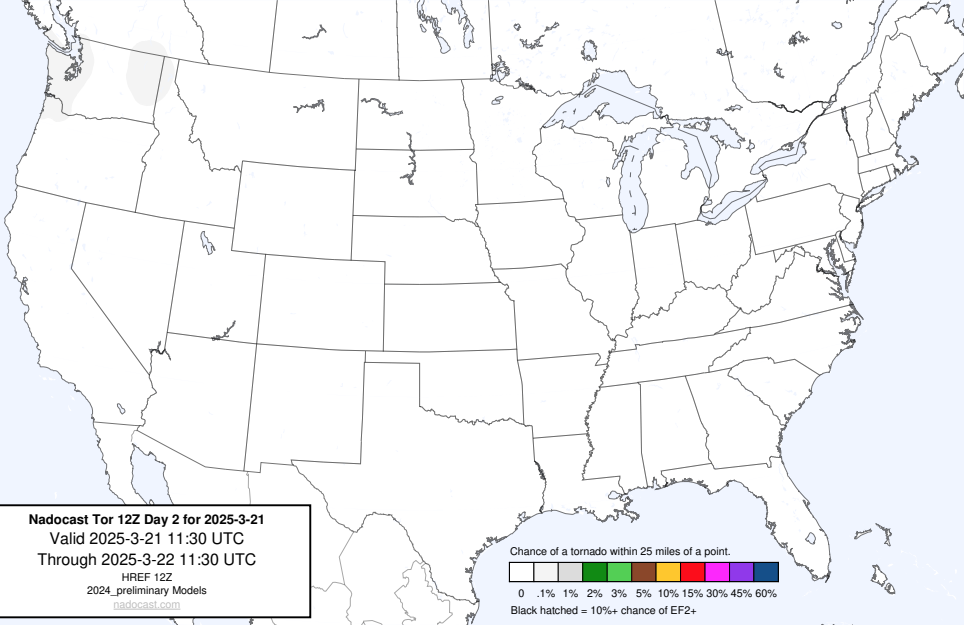 Nadocast Tor 12Z Day 2 for 2025-3-21
Valid 2025-3-21 11:30 UTC
Through 2025-3-22 11:30 UTC
HREF 12Z
2024_preliminary Models
nadocast.com
Chance of a tornado within 25 miles of a point.
0 .1% 1% 2% 3% 5% 10% 15% 30% 45% 60%
Black hatched = 10%+ chance of EF2+